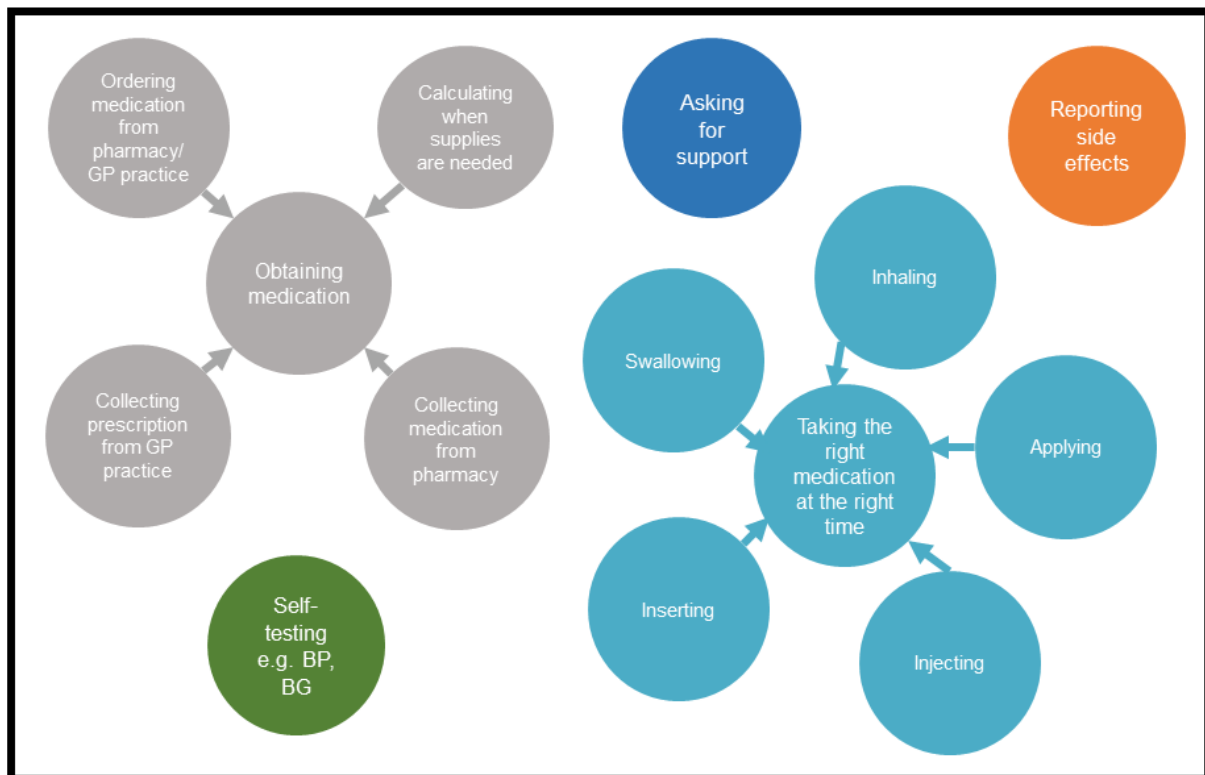 Ordering
medication
from
pharmacy/
GP practice
Calculating
when
supplies
are needed
Obtaining
medication
Collecting
prescription
from GP
practice
Collecting
medication
from
pharmacy
Asking
for
support
Reporting
side
effects
Inhaling
Swallowing
Taking the
right
medication
at the right
time
Applying
Inserting
Injecting
Self-
testing
e.g. BP,
BG